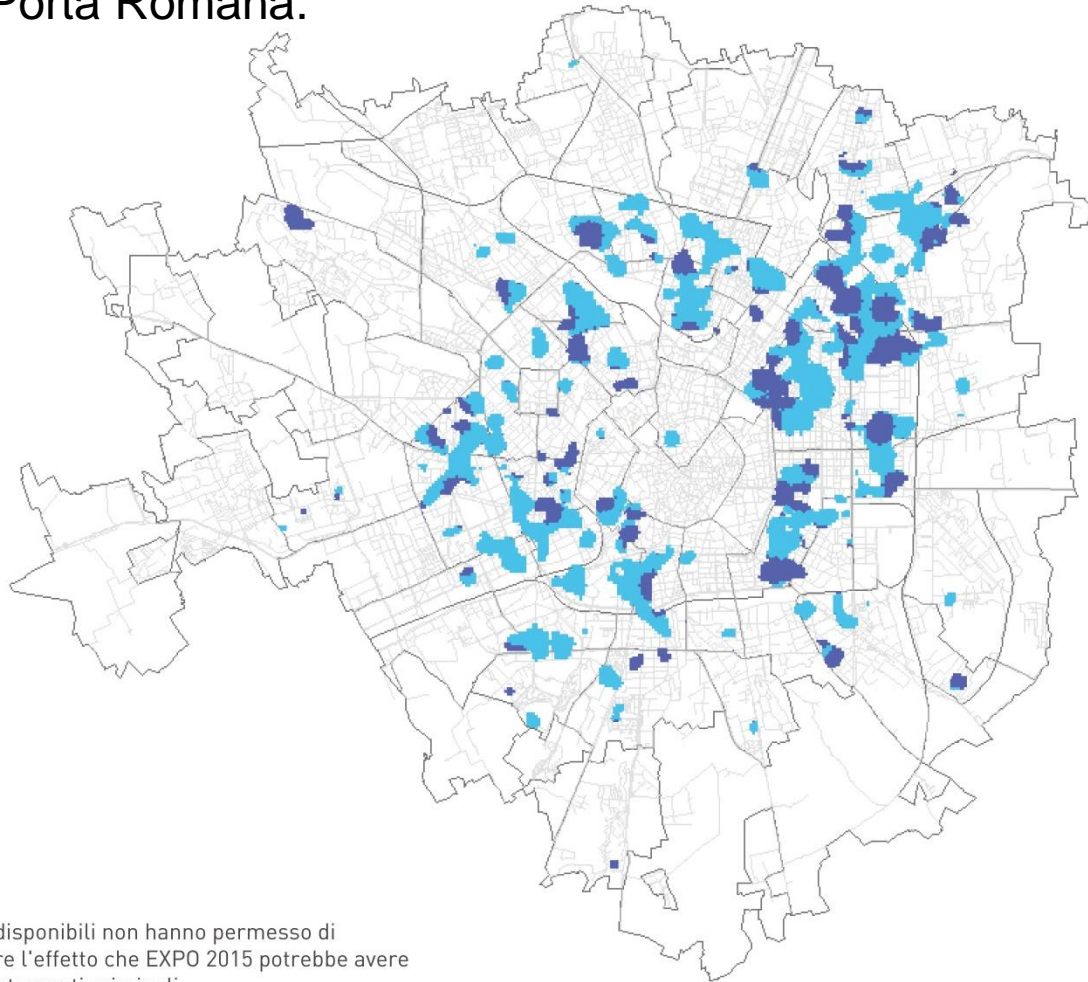 Porta Romana.
disponibili non hanno permesso di
re l'effetto che EXPO 2015 potrebbe avere